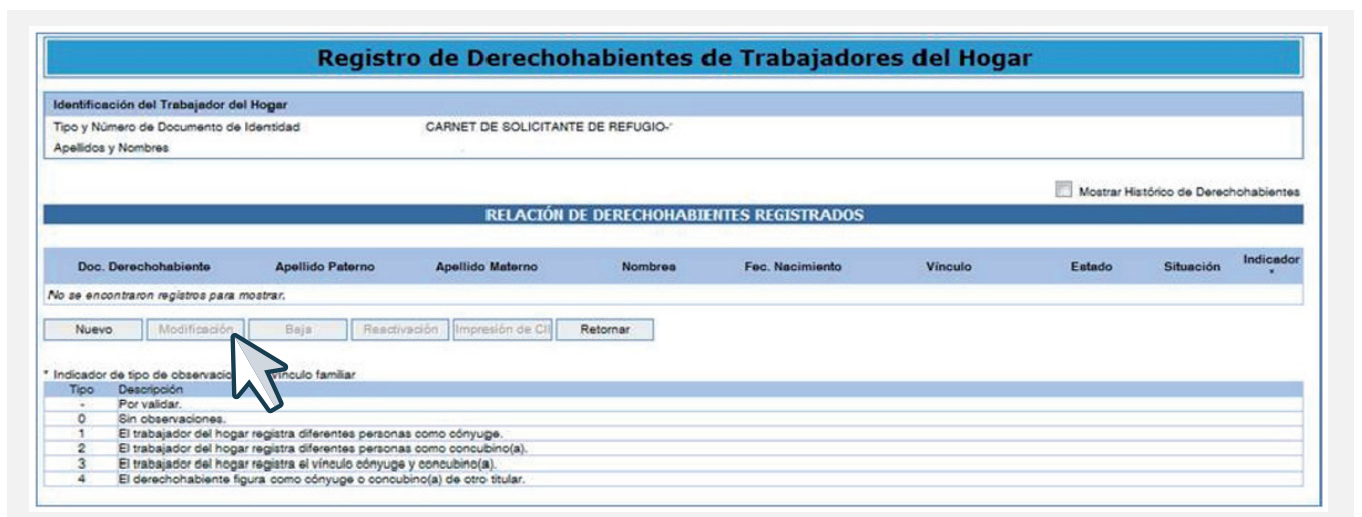 Registro de Derechohabientes de Trabajadores del Hogar
Identificación del Trabajador del Hogar
Tipo y Número de Documento de Identidad CARNET DE SOLICITANTE DE REFUGIO-
Apellidos y Nombres
Mostrar Histórico de Derechohabientes
RELACIÓN DE DERECHOHABIENTES REGISTRADOS
Doc. Derechohabiente Apellido Paterno Apellido Materno Nombres Fec. Nacimiento Vínculo Estado Situación Indicador *
No se encontraron registros para mostrar.
Nuevo Modificación Baja Reactivación Impresión de CII Retornar
* Indicador de tipo de observacio vínculo familiar
Tipo Descripción
- Por validar.
0 Sin observaciones.
1 El trabajador del hogar registra diferentes personas como cónyuge.
2 El trabajador del hogar registra diferentes personas como concubino(a).
3 El trabajador del hogar registra el vínculo cónyuge y concubino(a).
4 El derechohabiente figura como cónyuge o concubino(a) de otro titular.